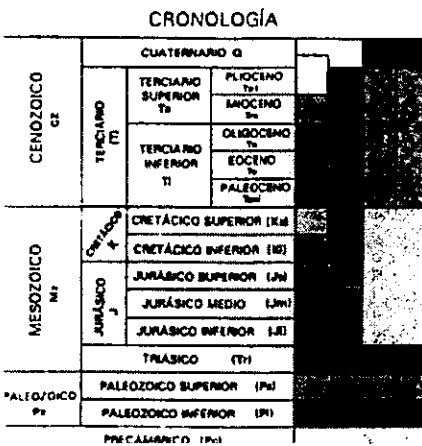 CRONOLOGÍA
CUATERNARIO Q
CENOZOICO
CZ
TERCIARIO
(T)
TERCIARIO
SUPERIOR
Ts
PLIOCENO
MIOCENO
TERCIARIO
INFERIOR
Ti
OLIGOCENO
EOCENO
PALEOCENO
MESOZOICO
Mz
CRETÁCICO
K
CRETÁCICO SUPERIOR (Ks)
CRETÁCICO INFERIOR (Ki)
JURÁSICO
J
JURÁSICO SUPERIOR (Js)
JURÁSICO MEDIO (Jm)
JURÁSICO INFERIOR (Ji)
TRIÁSICO (Tr)
PALEOZOICO
Pz
PALEOZOICO SUPERIOR (Ps)
PALEOZOICO INFERIOR (Pi)
PRECÁMBRICO (Pc)